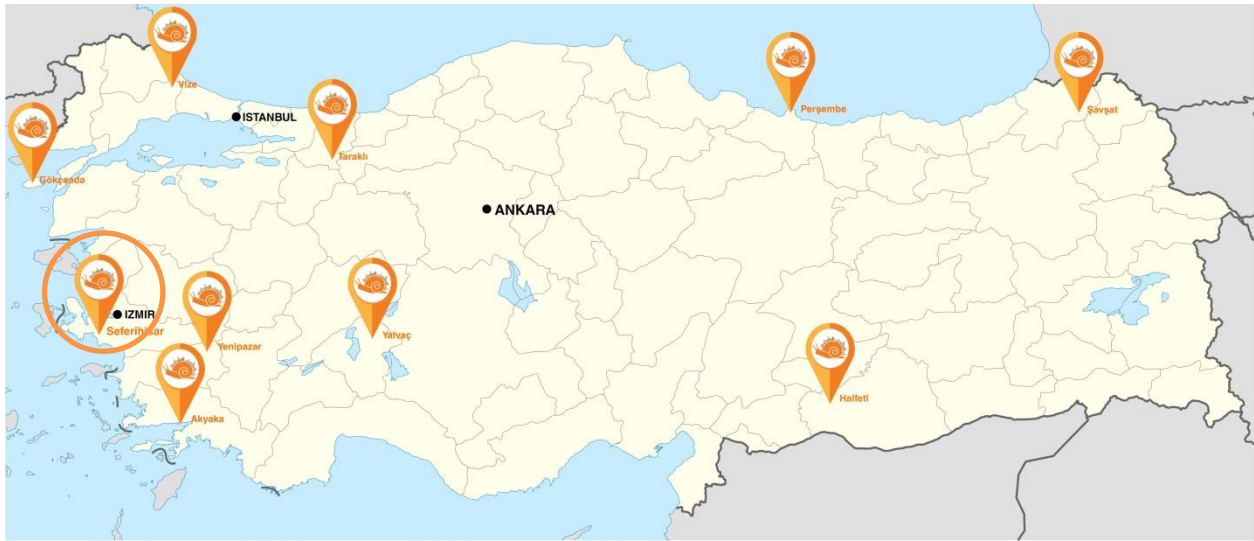 Vize
ISTANBUL
Perşembe
Şavşat
Taraklı
Gökçeada
ANKARA
IZMIR
Seferihisar
Yenipazar
Yalvaç
Halfeti
Akyaka